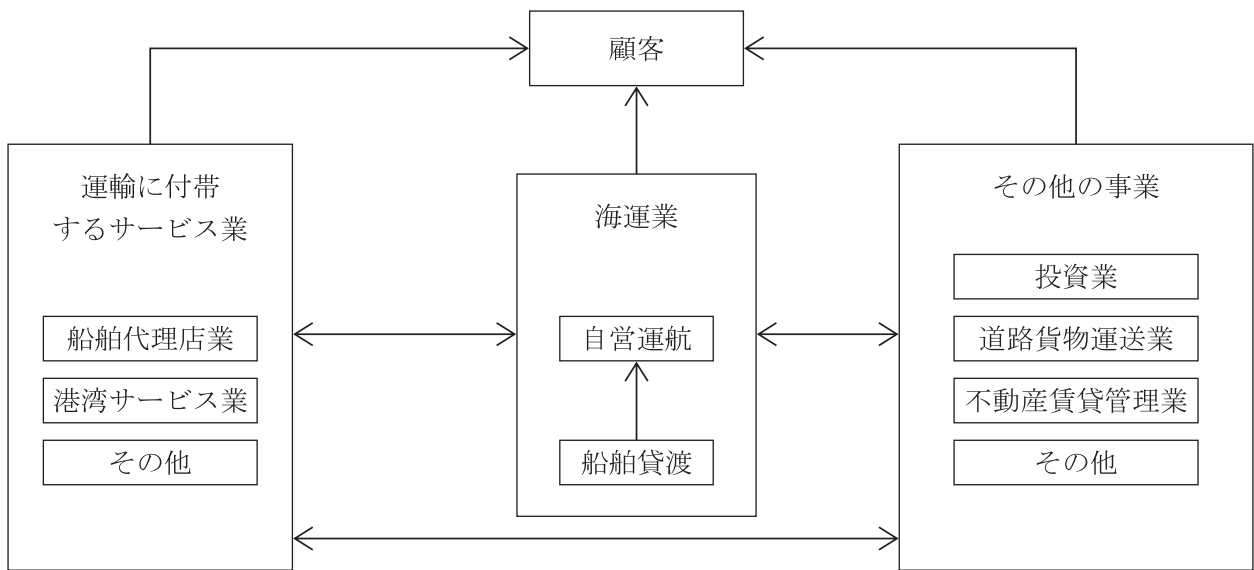 顧客
運輸に付帯
するサービス業
船舶代理店業
港湾サービス業
その他
海運業
自営運航
船舶貸渡
その他の事業
投資業
道路貨物運送業
不動産賃貸管理業
その他